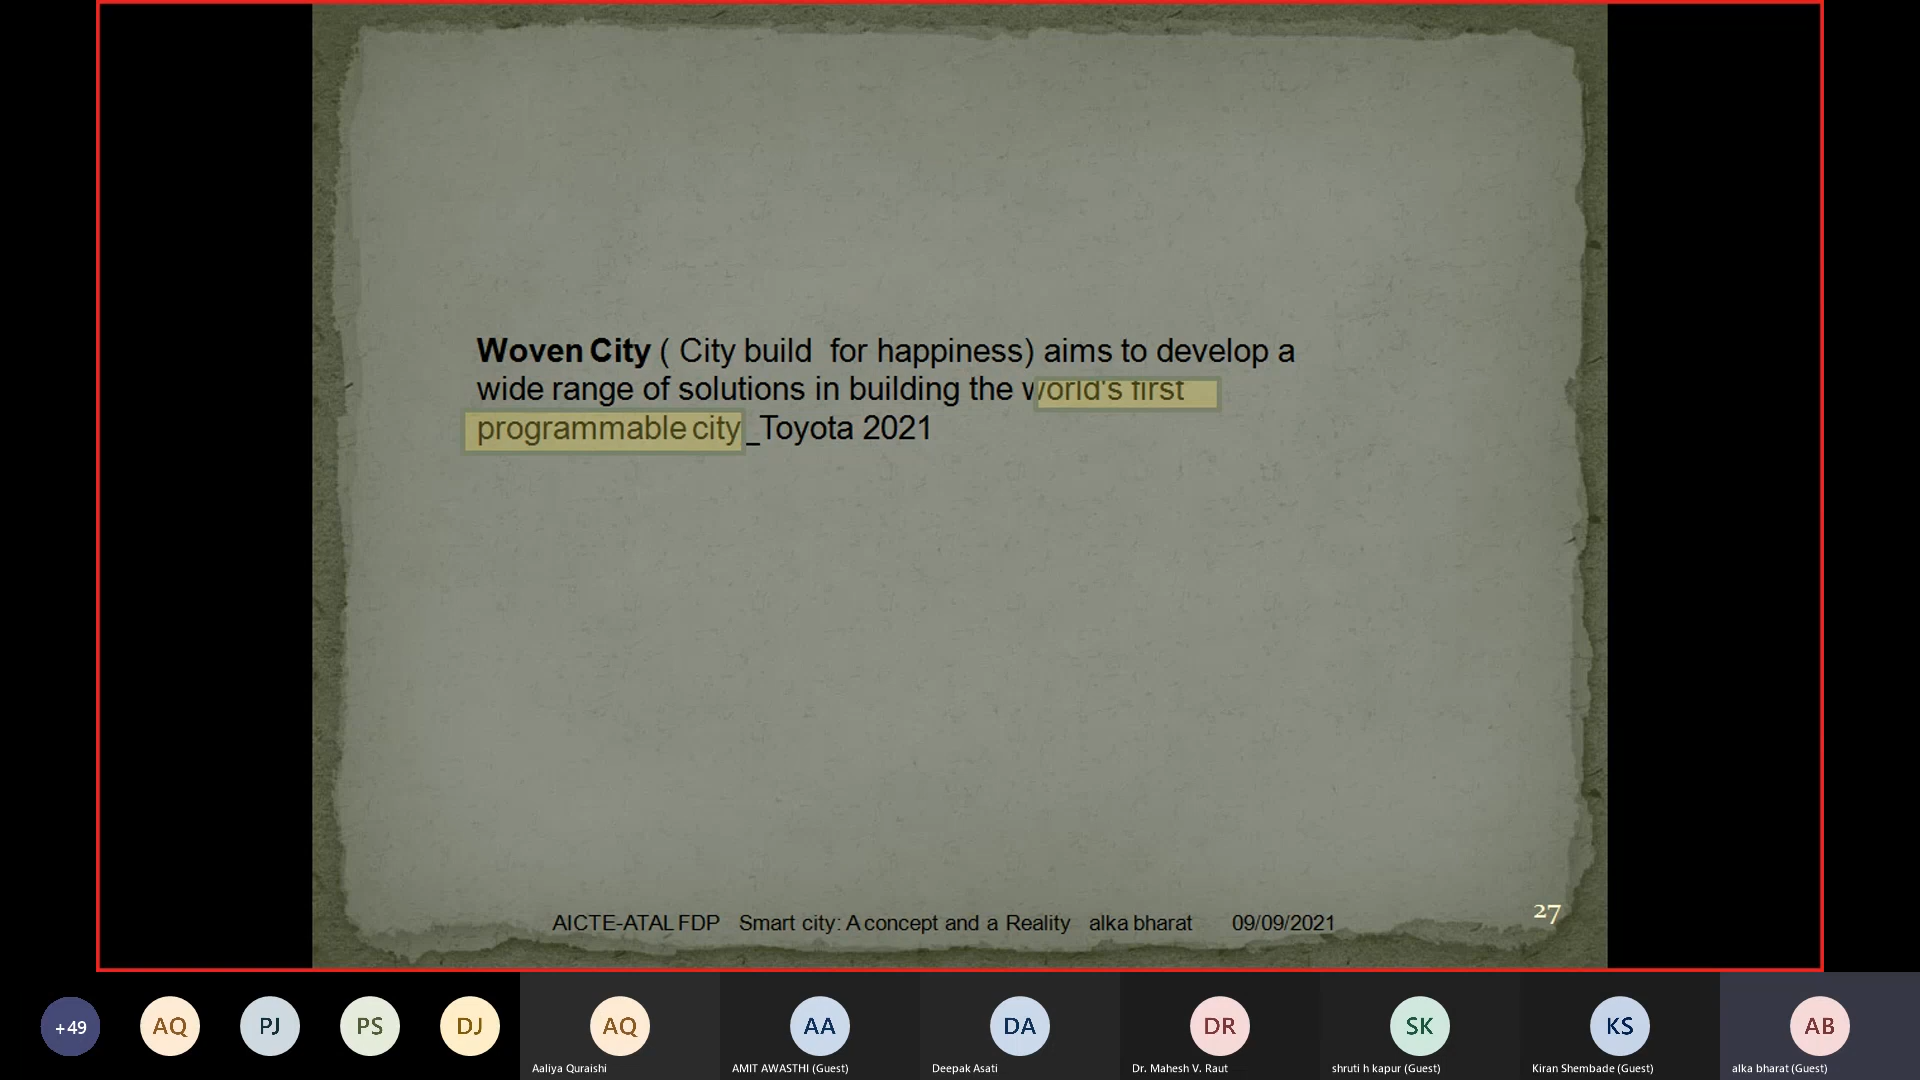 Woven City ( City build for happiness) aims to develop a
wide range of solutions in building the world's first
programmable city_Toyota 2021
AICTE-ATAL FDP Smart city: A concept and a Reality alka bharat 09/09/2021
27
+49
AQ
PJ
PS
DJ
AQ
AA
DA
DR
SK
KS
AB
Aaliya Quraishi
AMIT AWASTHI (Guest)
Deepak Asati
Dr. Mahesh V. Raut
shruti h kapur (Guest)
Kiran Shembade (Guest)
alka bharat (Guest)